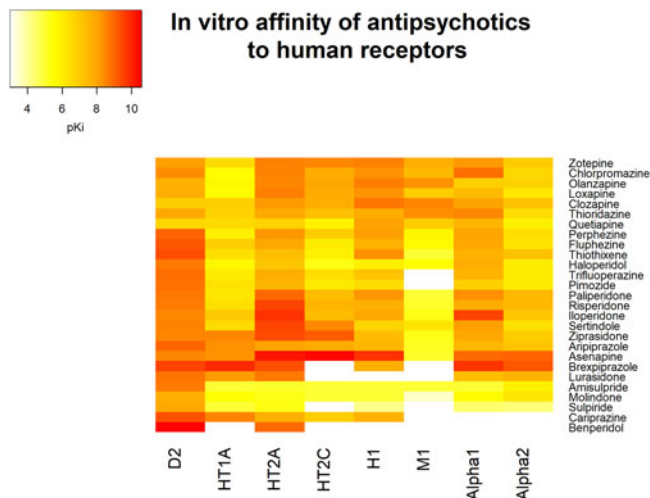 In vitro affinity of antipsychotics
to human receptors
4 6 8 10
pKi
Zotepine
Chlorpromazine
Olanzapine
Loxapine
Clozapine
Thioridazine
Quetiapine
Perphezine
Fluphezine
Thiothixene
Haloperidol
Trifluoperazine
Pimozide
Paliperidone
Risperidone
Iloperidone
Sertindole
Ziprasidone
Aripiprazole
Asenapine
Brexpiprazole
Lurasidone
Amisulpride
Molindone
Sulpiride
Cariprazine
Benperidol
D2 HT1A HT2A HT2C H1 M1 Alpha1 Alpha2